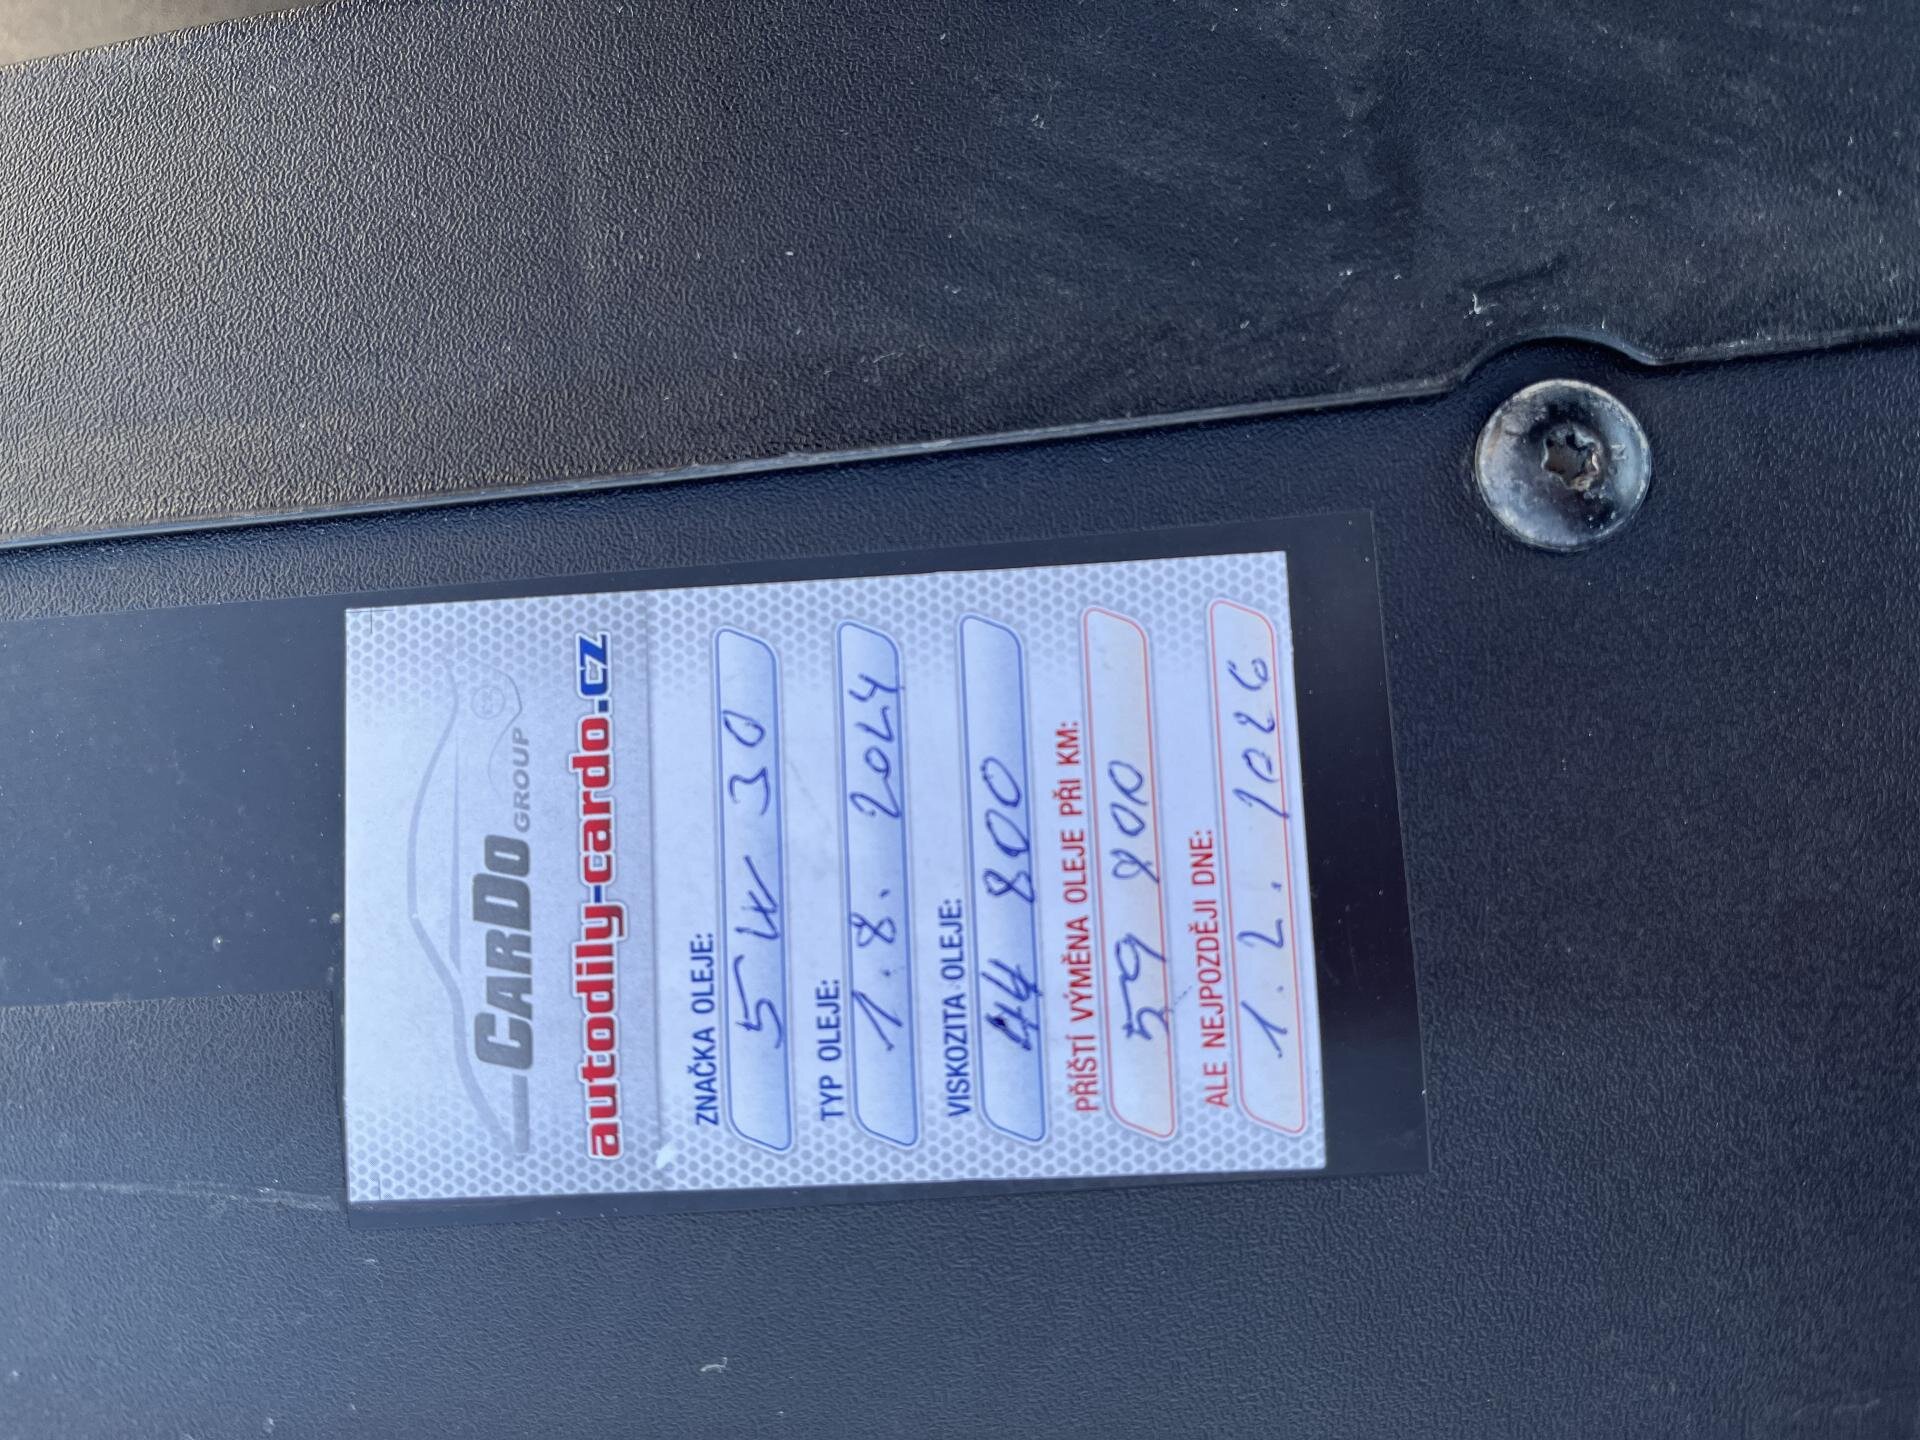 CARDO GROUP
autodily-cardo.cz
ZNAČKA OLEJE:
5W 30
TYP OLEJE:
1.8. 2024
VISKOZITA OLEJE:
44 800
PŘÍŠTÍ VÝMĚNA OLEJE PŘI KM:
59 800
ALE NEJPOZDĚJI DNE:
1.2. 2026